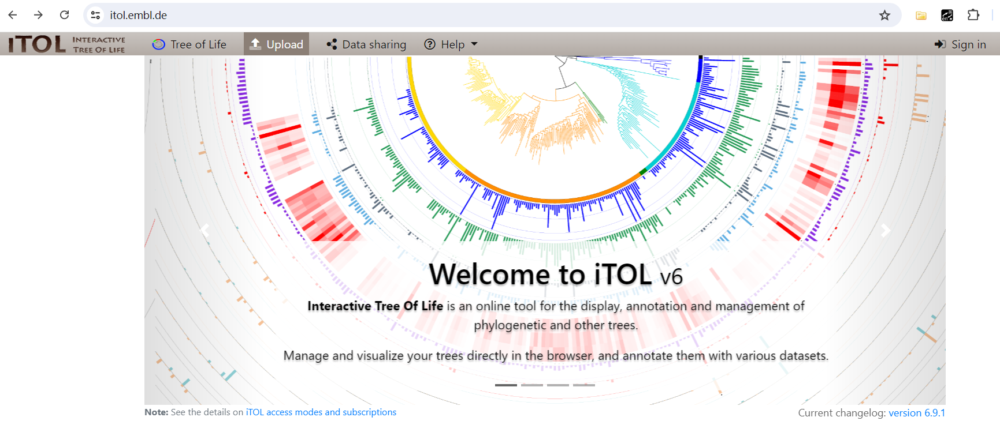 itol.embl.de
en
iTOL INTERACTIVE TREE OF LIFE Tree of Life Upload Data sharing Help Sign in
Welcome to iTOL v6
Interactive Tree Of Life is an online tool for the display, annotation and management of
phylogenetic and other trees.
Manage and visualize your trees directly in the browser, and annotate them with various datasets.
Note: See the details on iTOL access modes and subscriptions
Current changelog: version 6.9.1